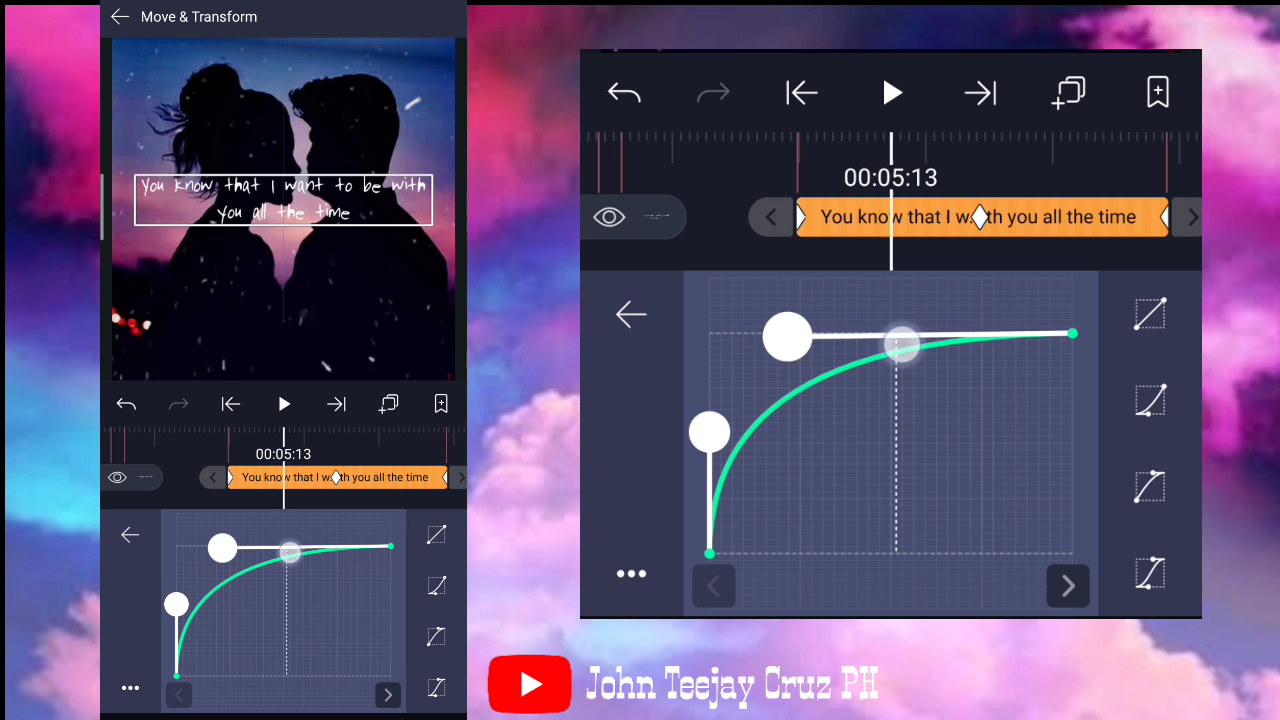 Move & Transform
You know that I want to be with
you all the time
00:05:13
You know that I w..th you all the time
00:05:13
You know that I w..th you all the time
John Teejay Cruz PH